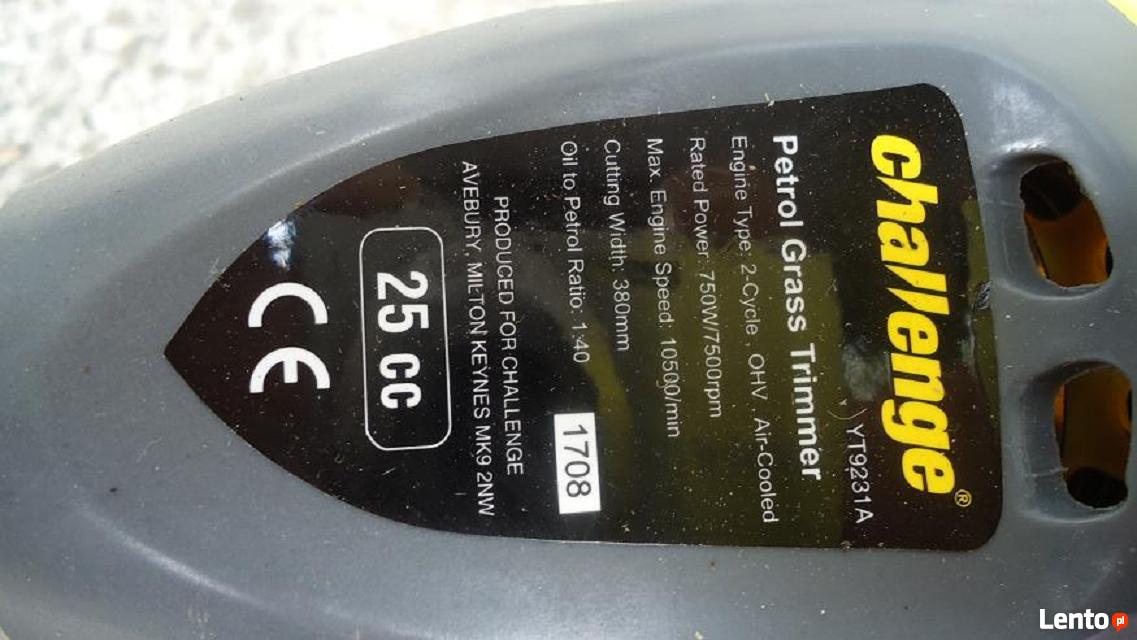 challenge®
YT9231A
Petrol Grass Trimmer
Engine Type: 2-Cycle , OHV , Air-Cooled
Rated Power: 750W/7500rpm
Max. Engine Speed: 10500/min
Cutting Width: 380mm
Oil to Petrol Ratio: 1:40
1708
PRODUCED FOR CHALLENGE
AVEBURY, MILTON KEYNES MK9 2NW
25 CC
CE
Lento pl